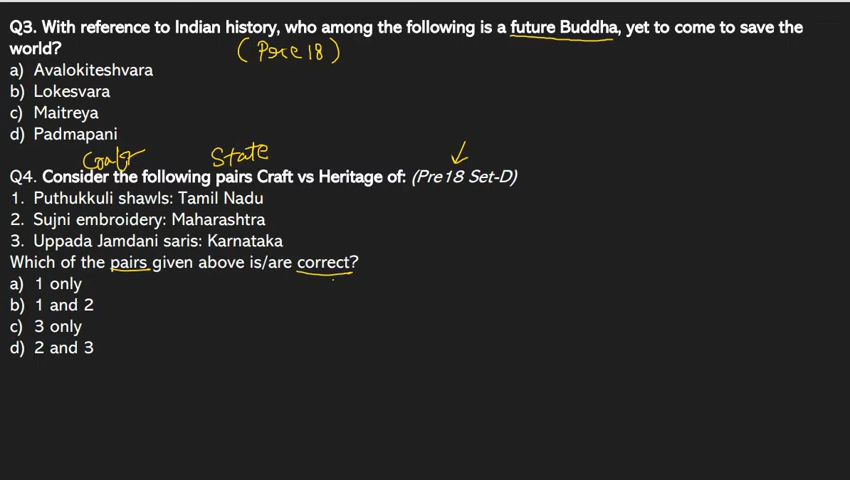 Q3. With reference to Indian history, who among the following is a future Buddha, yet to come to save the
world?
(Pre 18)
a) Avalokiteshvara
b) Lokesvara
c) Maitreya
d) Padmapani
Craft State
Q4. Consider the following pairs Craft vs Heritage of: (Pre18 Set-D)
1. Puthukkuli shawls: Tamil Nadu
2. Sujni embroidery: Maharashtra
3. Uppada Jamdani saris: Karnataka
Which of the pairs given above is/are correct?
a) 1 only
b) 1 and 2
c) 3 only
d) 2 and 3